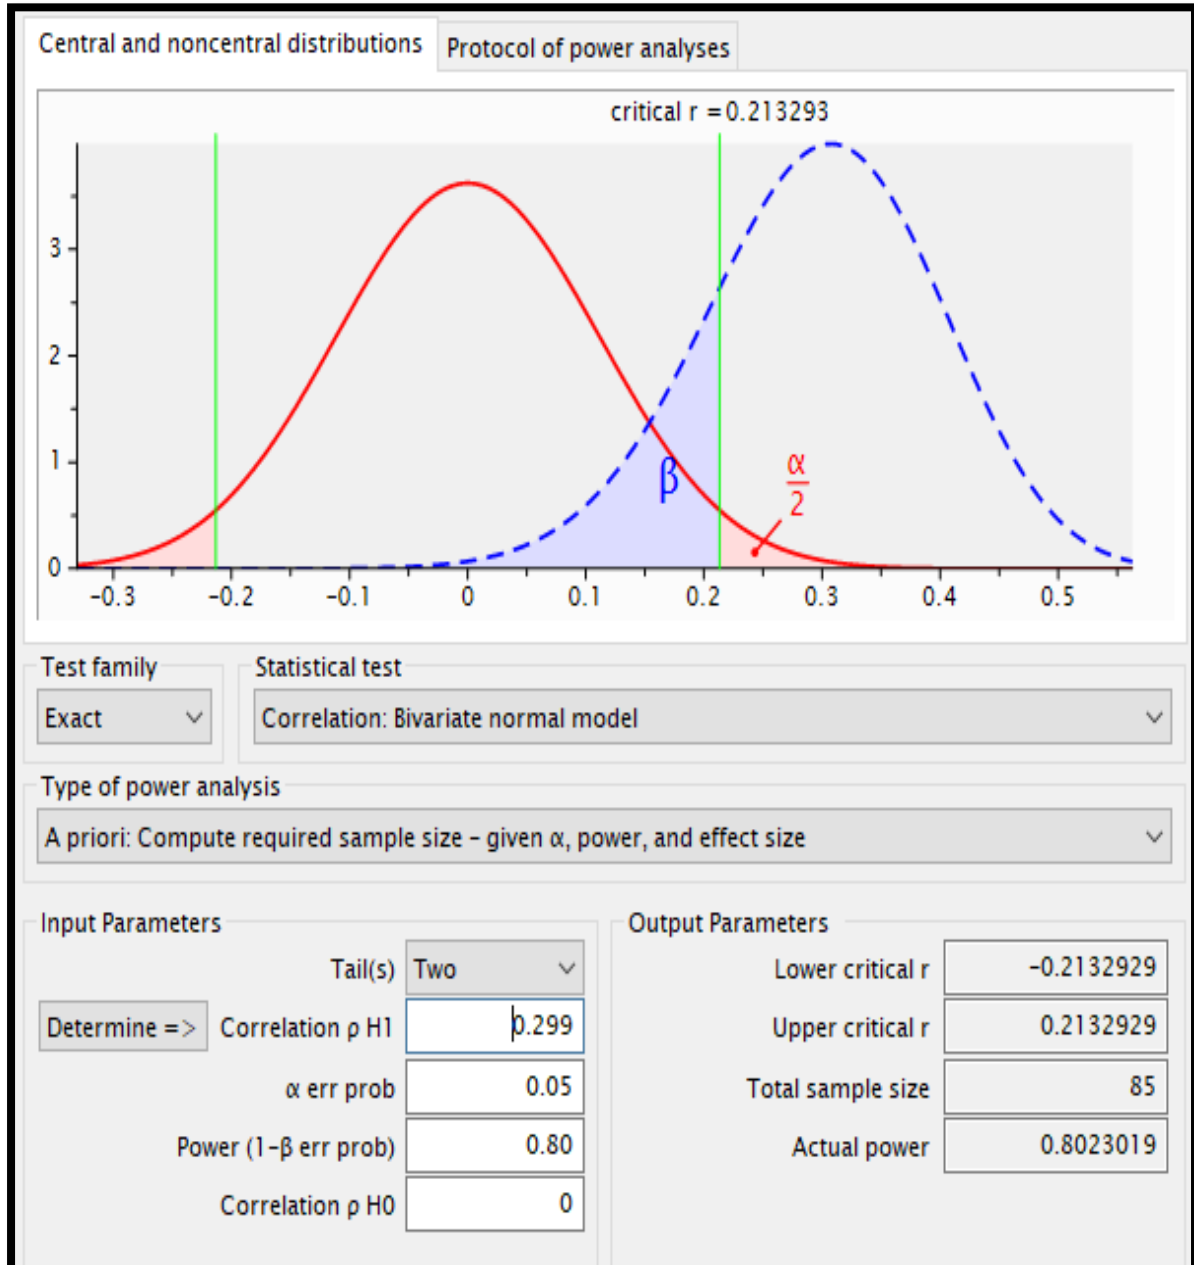 Central and noncentral distributions
Protocol of power analyses
critical r = 0.213293
3
2
1
0
β
α
2
-0.3 -0.2 -0.1 0 0.1 0.2 0.3 0.4 0.5
Test family
Exact
Statistical test
Correlation: Bivariate normal model
Type of power analysis
A priori: Compute required sample size – given α, power, and effect size
Input Parameters
Tail(s) Two
Determine => Correlation ρ H1 0.299
α err prob 0.05
Power (1-β err prob) 0.80
Correlation ρ H0 0
Output Parameters
Lower critical r -0.2132929
Upper critical r 0.2132929
Total sample size 85
Actual power 0.8023019